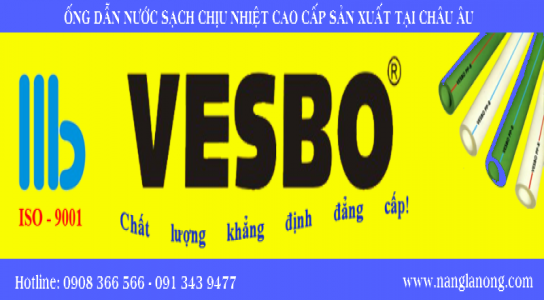 ỐNG DẪN NƯỚC SẠCH CHỊU NHIỆT CAO CẤP SẢN XUẤT TẠI CHÂU ÂU
VESBO®
ISO - 9001
Chất lượng khẳng định đẳng cấp!
Hotline: 0908 366 566 - 091 343 9477
www.nanglanong.com